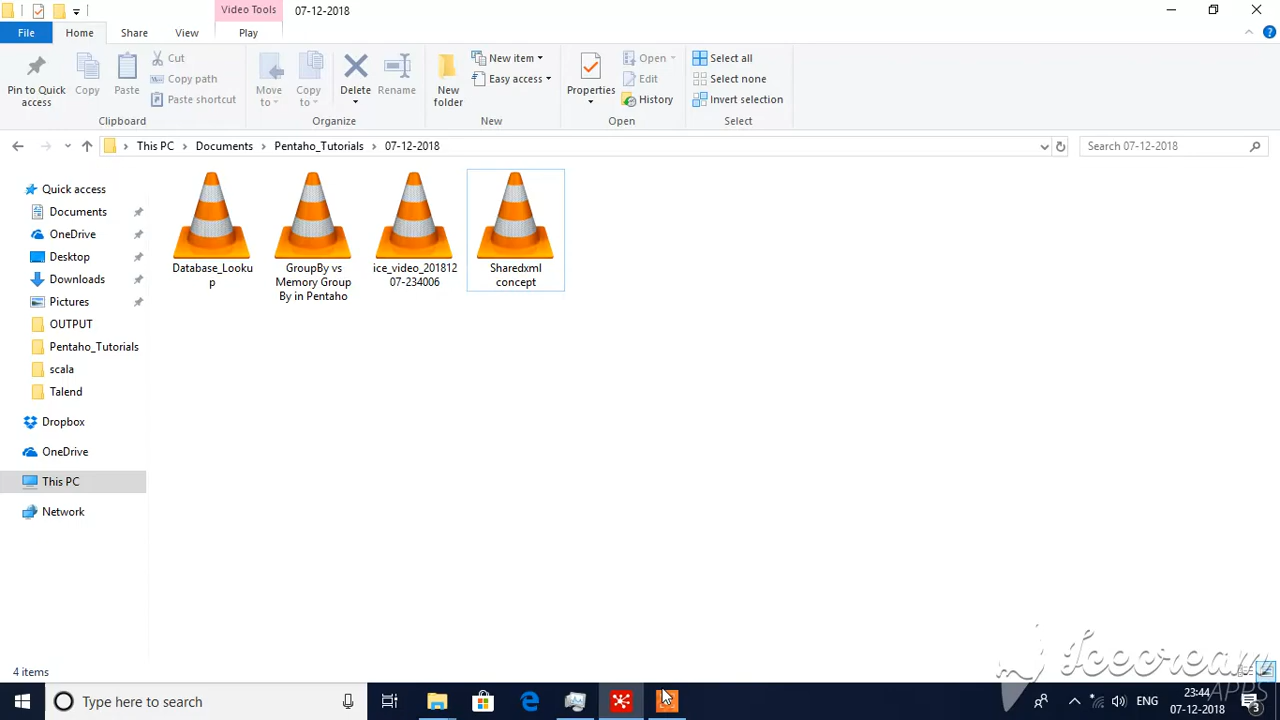 Video Tools
07-12-2018
File
Home
Share
View
Play
Pin to Quick
access
Copy
Paste
Cut
Copy path
Paste shortcut
Clipboard
Move
to
Copy
to
Delete
Rename
Organize
New
folder
New item
Easy access
New
Properties
Open
Edit
History
Open
Select all
Select none
Invert selection
Select
This PC
Documents
Pentaho_Tutorials
07-12-2018
Search 07-12-2018
Quick access
Documents
OneDrive
Desktop
Downloads
Pictures
OUTPUT
Pentaho_Tutorials
scala
Talend
Dropbox
OneDrive
This PC
Network
Database_Looku
p
GroupBy vs
Memory Group
By in Pentaho
ice_video_201812
07-234006
Sharedxml
concept
4 items
Icecream
APPS
Type here to search
ENG
23:44
07-12-2018
3